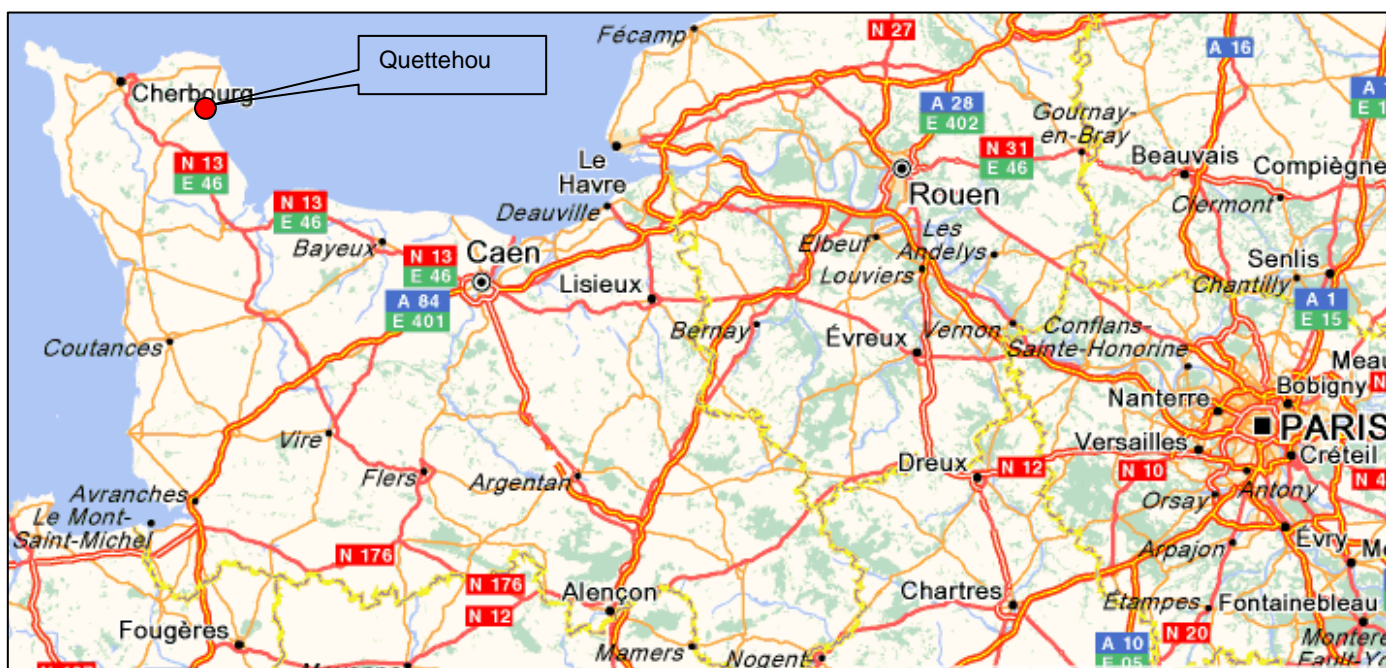 Quettehou
Fécamp
N 27
A 16
Cherbourg
A 28
E 402
Gournay-
en-Bray
N 31
E 46
N 13
E 46
Le
Havre
Beauvais
Compiègne
Rouen
Clermont
N 13
E 46
Deauville
Bayeux
Elbeuf
Les
Andelys
Caen
N 13
E 46
Louviers
Senlis
Chantilly
A 84
E 401
Lisieux
A 1
E 15
Bernay
Évreux
Vernon
Conflans-
Sainte-Honorine
Coutances
Meau
Bobigny
Nanterre
PARIS
Vire
Versailles
Créteil
Flers
Argentan
Dreux
N 12
N 10
Antony
Orsay
N 4
Avranches
Le Mont-
Saint-Michel
Évry
Arpajon
N 176
N 176
Alençon
Chartres
Étampes
Fontainebleau
N 12
Fougères
Mamers
Nogent
A 10
E 05
N 20